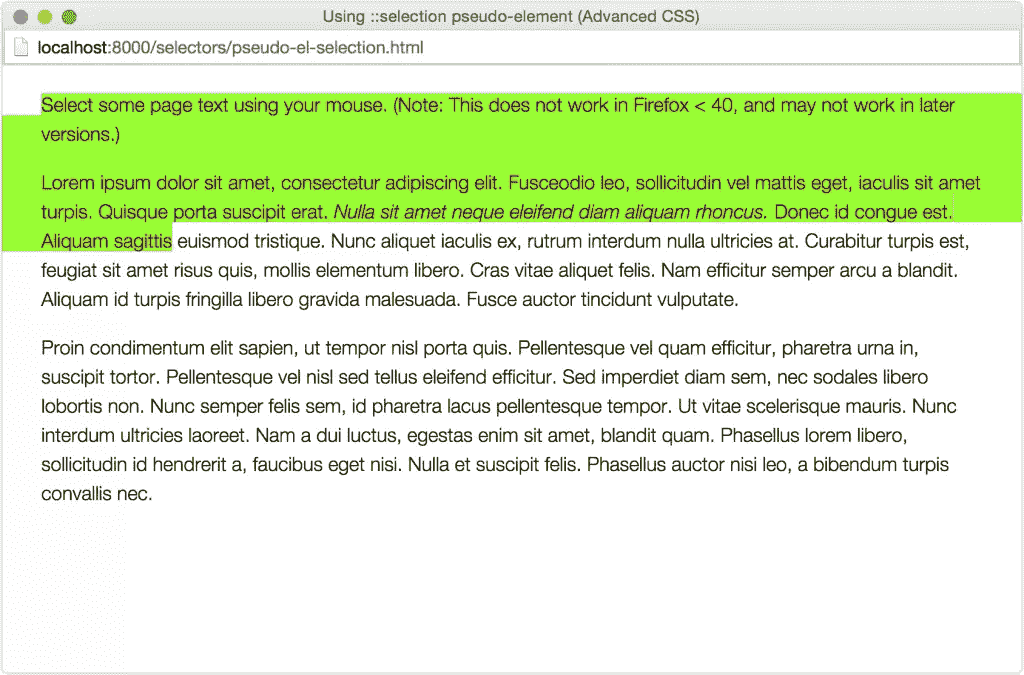 Using ::selection pseudo-element (Advanced CSS)
localhost:8000/selectors/pseudo-el-selection.html
Select some page text using your mouse. (Note: This does not work in Firefox < 40, and may not work in later
versions.)
Lorem ipsum dolor sit amet, consectetur adipiscing elit. Fusceodio leo, sollicitudin vel mattis eget, iaculis sit amet
turpis. Quisque porta suscipit erat. Nulla sit amet neque eleifend diam aliquam rhoncus. Donec id congue est.
Aliquam sagittis euismod tristique. Nunc aliquet iaculis ex, rutrum interdum nulla ultricies at. Curabitur turpis est,
feugiat sit amet risus quis, mollis elementum libero. Cras vitae aliquet felis. Nam efficitur semper arcu a blandit.
Aliquam id turpis fringilla libero gravida malesuada. Fusce auctor tincidunt vulputate.
Proin condimentum elit sapien, ut tempor nisl porta quis. Pellentesque vel quam efficitur, pharetra urna in,
suscipit tortor. Pellentesque vel nisl sed tellus eleifend efficitur. Sed imperdiet diam sem, nec sodales libero
lobortis non. Nunc semper felis sem, id pharetra lacus pellentesque tempor. Ut vitae scelerisque mauris. Nunc
interdum ultricies laoreet. Nam a dui luctus, egestas enim sit amet, blandit quam. Phasellus lorem libero,
sollicitudin id hendrerit a, faucibus eget nisi. Nulla et suscipit felis. Phasellus auctor nisi leo, a bibendum turpis
convallis nec.